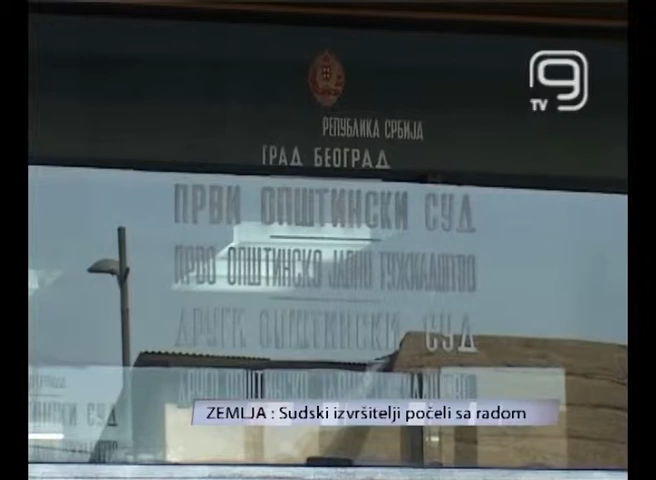 TV 9
РЕПУБЛИКА СРБИЈА
ГРАД БЕОГРАД
ПРВИ ОПШТИНСКИ СУД
ПРВО ОПШТИНСКО ЈАВНО ТУЖИЛАШТВО
ОПШТИНСКИ СУД
СУД
ZEMLJA : Sudski izvršitelji počeli sa radom